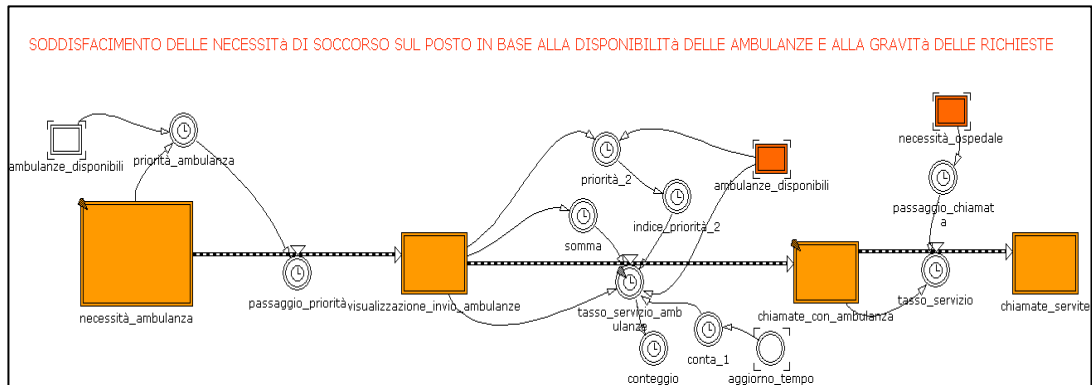 SODDISFACIMENTO DELLE NECESSITà DI SOCCORSO SUL POSTO IN BASE ALLA DISPONIBILITà DELLE AMBULANZE E ALLA GRAVITà DELLE RICHIESTE
ambulanze_disponibili
priorità_ambulanza
necessità_ambulanza
passaggio_priorità
visualizzazione_invio_ambulanze
priorità_2
indice_priorità_2
somma
ambulanze_disponibili
tasso_servizio_amb
ulanze
conteggio
conta_1
aggiorno_tempo
necessità_ospedale
passaggio_chiamat
a
chiamate_con_ambulanza
tasso_servizio
chiamate_servite